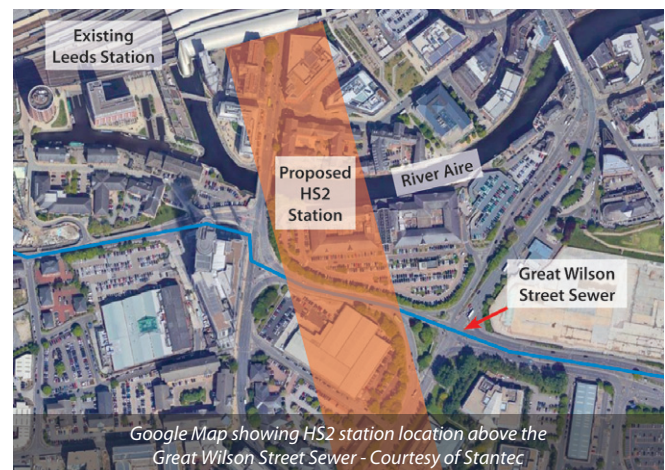 Existing
Leeds Station
Proposed
HS2
Station
River Aire
Great Wilson
Street Sewer
Google Map showing HS2 station location above the
Great Wilson Street Sewer - Courtesy of Stantec